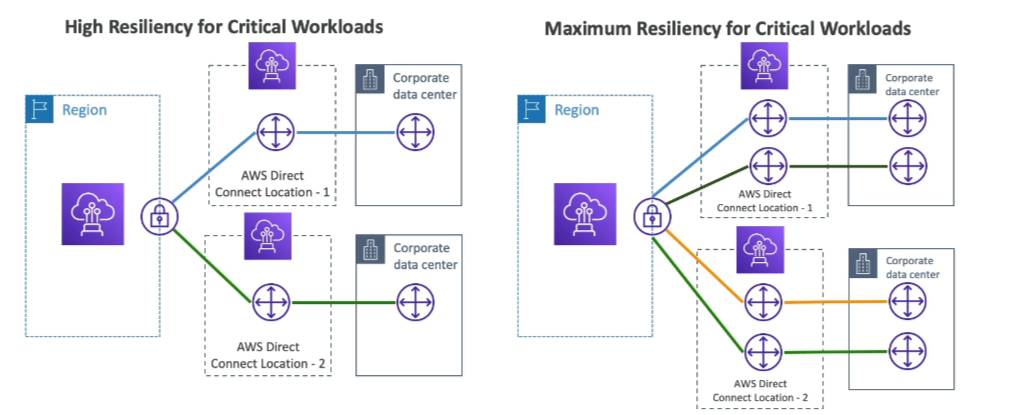 High Resiliency for Critical Workloads
Region
Corporate
data center
AWS Direct
Connect Location - 1
Corporate
data center
AWS Direct
Connect Location - 2
Maximum Resiliency for Critical Workloads
Region
Corporate
data center
AWS Direct
Connect Location - 1
Corporate
data center
AWS Direct
Connect Location - 2